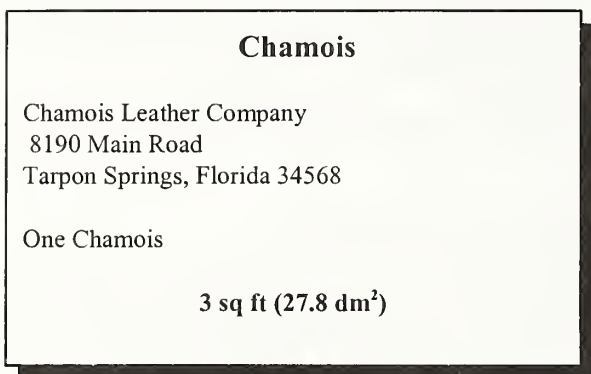 Chamois
Chamois Leather Company
8190 Main Road
Tarpon Springs, Florida 34568
One Chamois
3 sq ft (27.8 dm²)